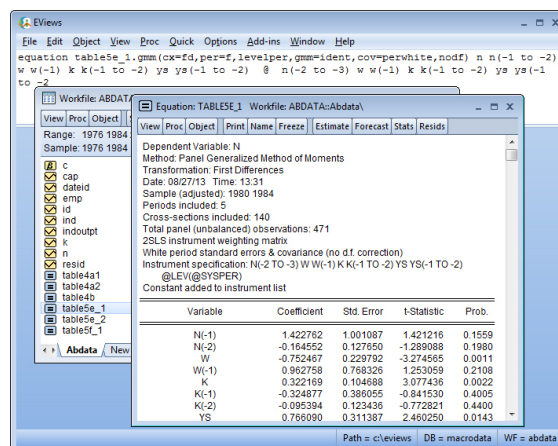 EViews
File Edit Object View Proc Quick Options Add-ins Window Help
equation table5e_1.gmm(cx=fd,per=f,levelper,gmm=ident,cov=perwhite,nodf) n n(-1 to -2)
w w(-1) k k(-1 to -2) ys ys(-1 to -2) @ n(-2 to -3) w w(-1) k k(-1 to -2) ys ys(-1
to -2
Workfile: ABDATA
View Proc Object
Range: 1976 1984
Sample: 1976 1984
c
cap
dateid
emp
id
ind
indoutpt
k
n
resid
table4a1
table4a2
table4b
table5e_1
table5e_2
table5f_1
Abdata New
Equation: TABLE5E_1 Workfile: ABDATA::Abdata\
View Proc Object Print Name Freeze Estimate Forecast Stats Resids
Dependent Variable: N
Method: Panel Generalized Method of Moments
Transformation: First Differences
Date: 08/27/13 Time: 13:31
Sample (adjusted): 1980 1984
Periods included: 5
Cross-sections included: 140
Total panel (unbalanced) observations: 471
2SLS instrument weighting matrix
White period standard errors & covariance (no d.f. correction)
Instrument specification: N(-2 TO -3) W W(-1) K K(-1 TO -2) YS YS(-1 TO -2)
@LEV(@SYSPER)
Constant added to instrument list
Variable Coefficient Std. Error t-Statistic Prob.
N(-1) 1.422762 1.001087 1.421216 0.1559
N(-2) -0.164552 0.127650 -1.289088 0.1980
W -0.752467 0.229792 -3.274565 0.0011
W(-1) 0.962758 0.768326 1.253059 0.2108
K 0.322169 0.104688 3.077436 0.0022
K(-1) -0.324877 0.386055 -0.841530 0.4005
K(-2) -0.095394 0.123436 -0.772821 0.4400
YS 0.766090 0.311387 2.460250 0.0143
Path = c:\eviews DB = macrodata WF = abdata